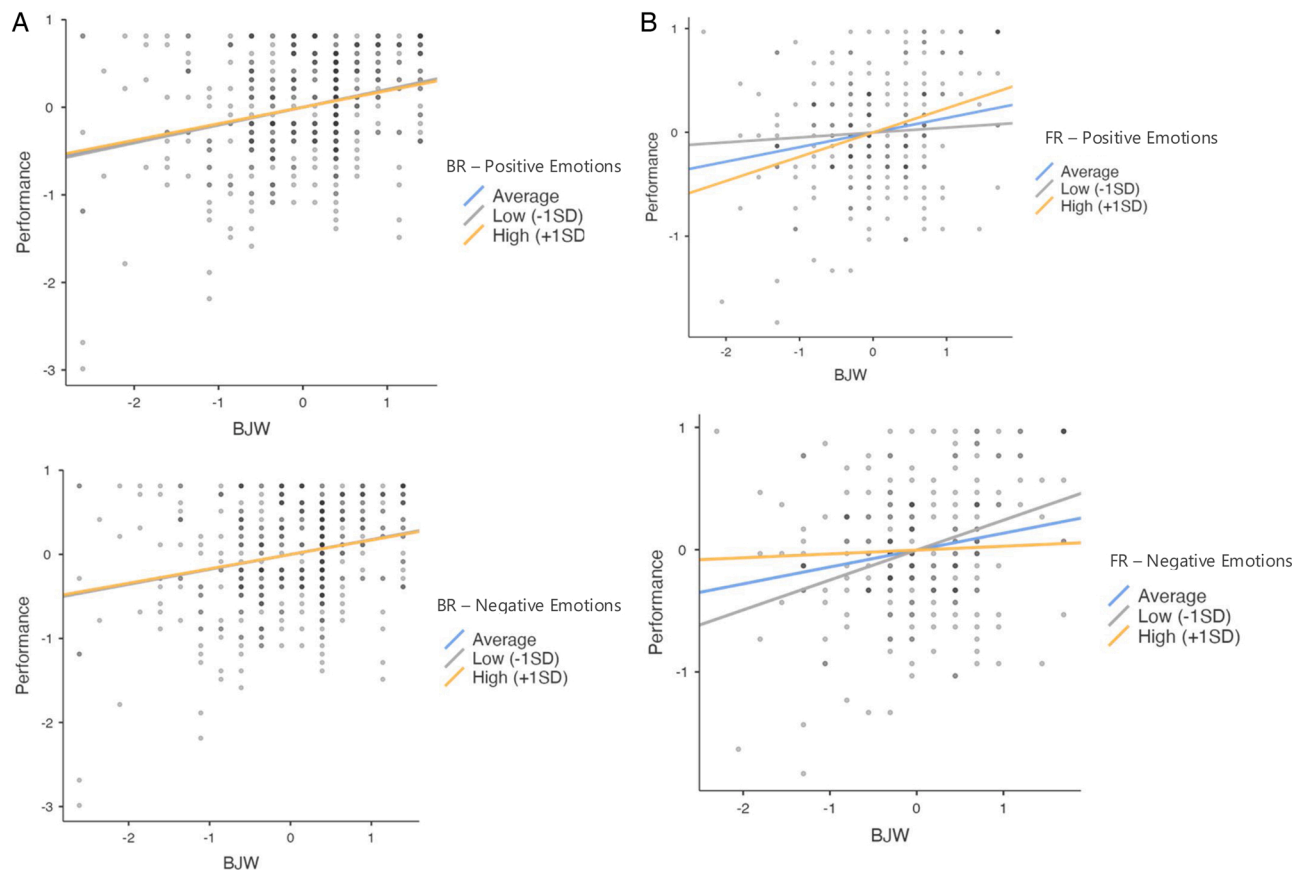 A
1
0
-1
-2
-3
Performance
-2
-1
0
1
BJW
BR – Positive Emotions
Average
Low (-1SD)
High (+1SD
B
1
0
-1
Performance
-2
-1
0
1
BJW
FR – Positive Emotions
Average
Low (-1SD)
High (+1SD)
1
0
-1
-2
-3
Performance
-2
-1
0
1
BJW
BR – Negative Emotions
Average
Low (-1SD)
High (+1SD)
1
0
-1
Performance
-2
-1
0
1
BJW
FR – Negative Emotions
Average
Low (-1SD)
High (+1SD)